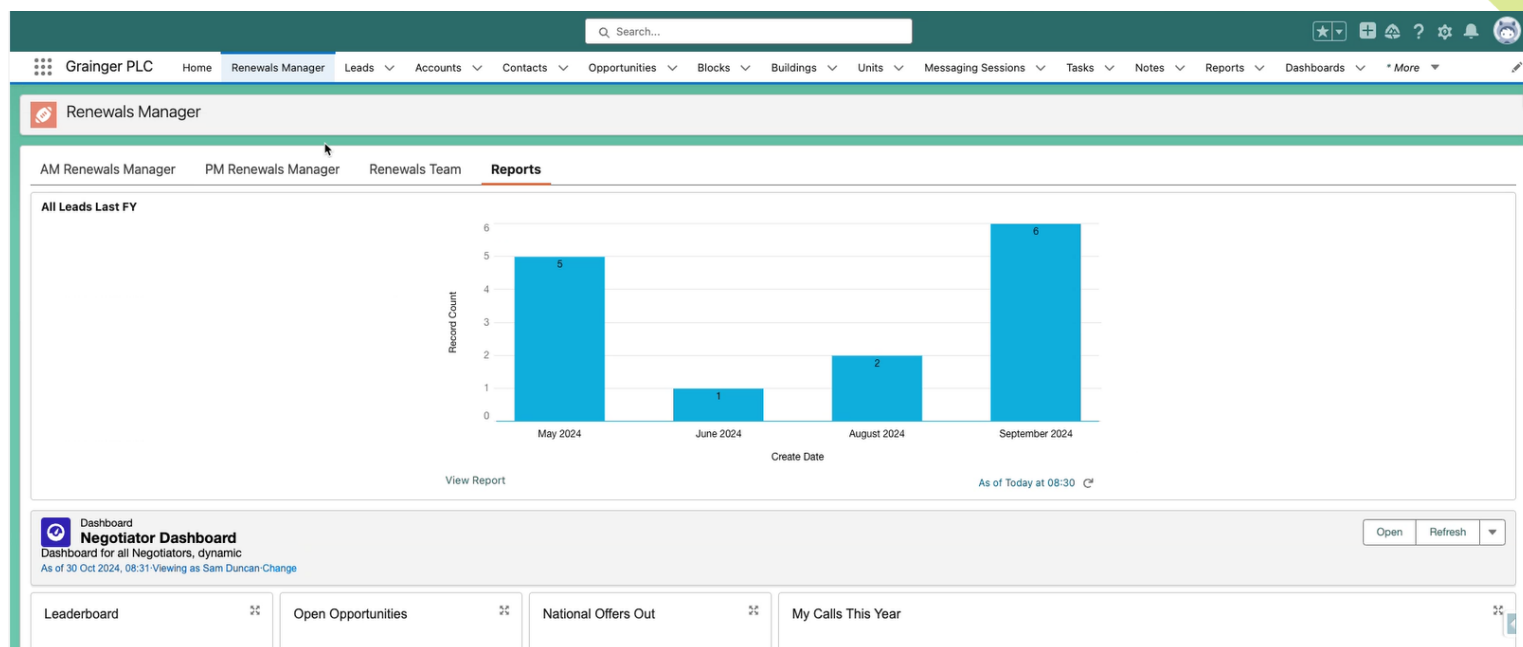 Search...
Grainger PLC Home Renewals Manager Leads Accounts Contacts Opportunities Blocks Buildings Units Messaging Sessions Tasks Notes Reports Dashboards * More
Renewals Manager
AM Renewals Manager PM Renewals Manager Renewals Team Reports
All Leads Last FY
Record Count
6
5
4
3
2
1
0
5
1
2
6
May 2024 June 2024 August 2024 September 2024
Create Date
View Report As of Today at 08:30
Dashboard
Negotiator Dashboard
Dashboard for all Negotiators, dynamic
As of 30 Oct 2024, 08:31·Viewing as Sam Duncan·Change
Open Refresh
Leaderboard Open Opportunities National Offers Out My Calls This Year